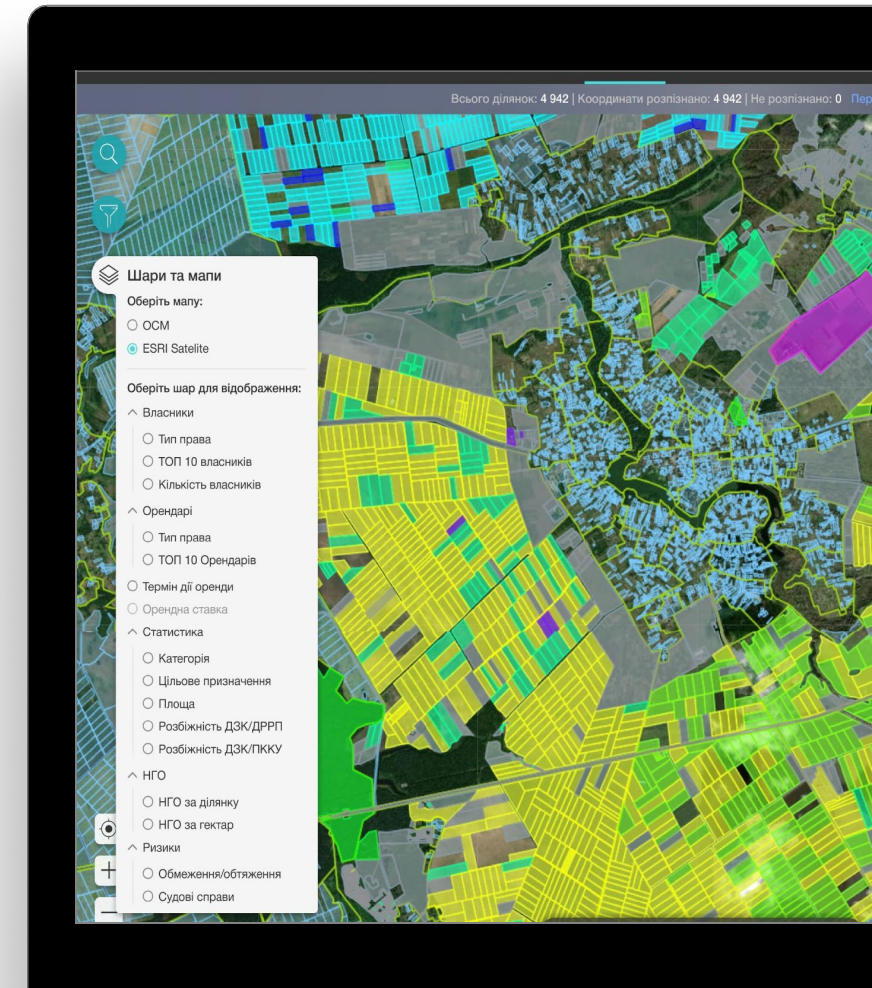 Всього ділянок: 4 942 | Координати розпізнано: 4 942 | Не розпізнано: 0
Шари та мапи
Оберіть мапу:
ОСМ
ESRI Satelite
Оберіть шар для відображення:
Власники
Тип права
ТОП 10 власників
Кількість власників
Орендарі
Тип права
ТОП 10 Орендарів
Термін дії оренди
Орендна ставка
Статистика
Категорія
Цільове призначення
Площа
Розбіжність ДЗК/ДРРП
Розбіжність ДЗК/ПККУ
НГО
НГО за ділянку
НГО за гектар
Ризики
Обмеження/обтяження
Судові справи